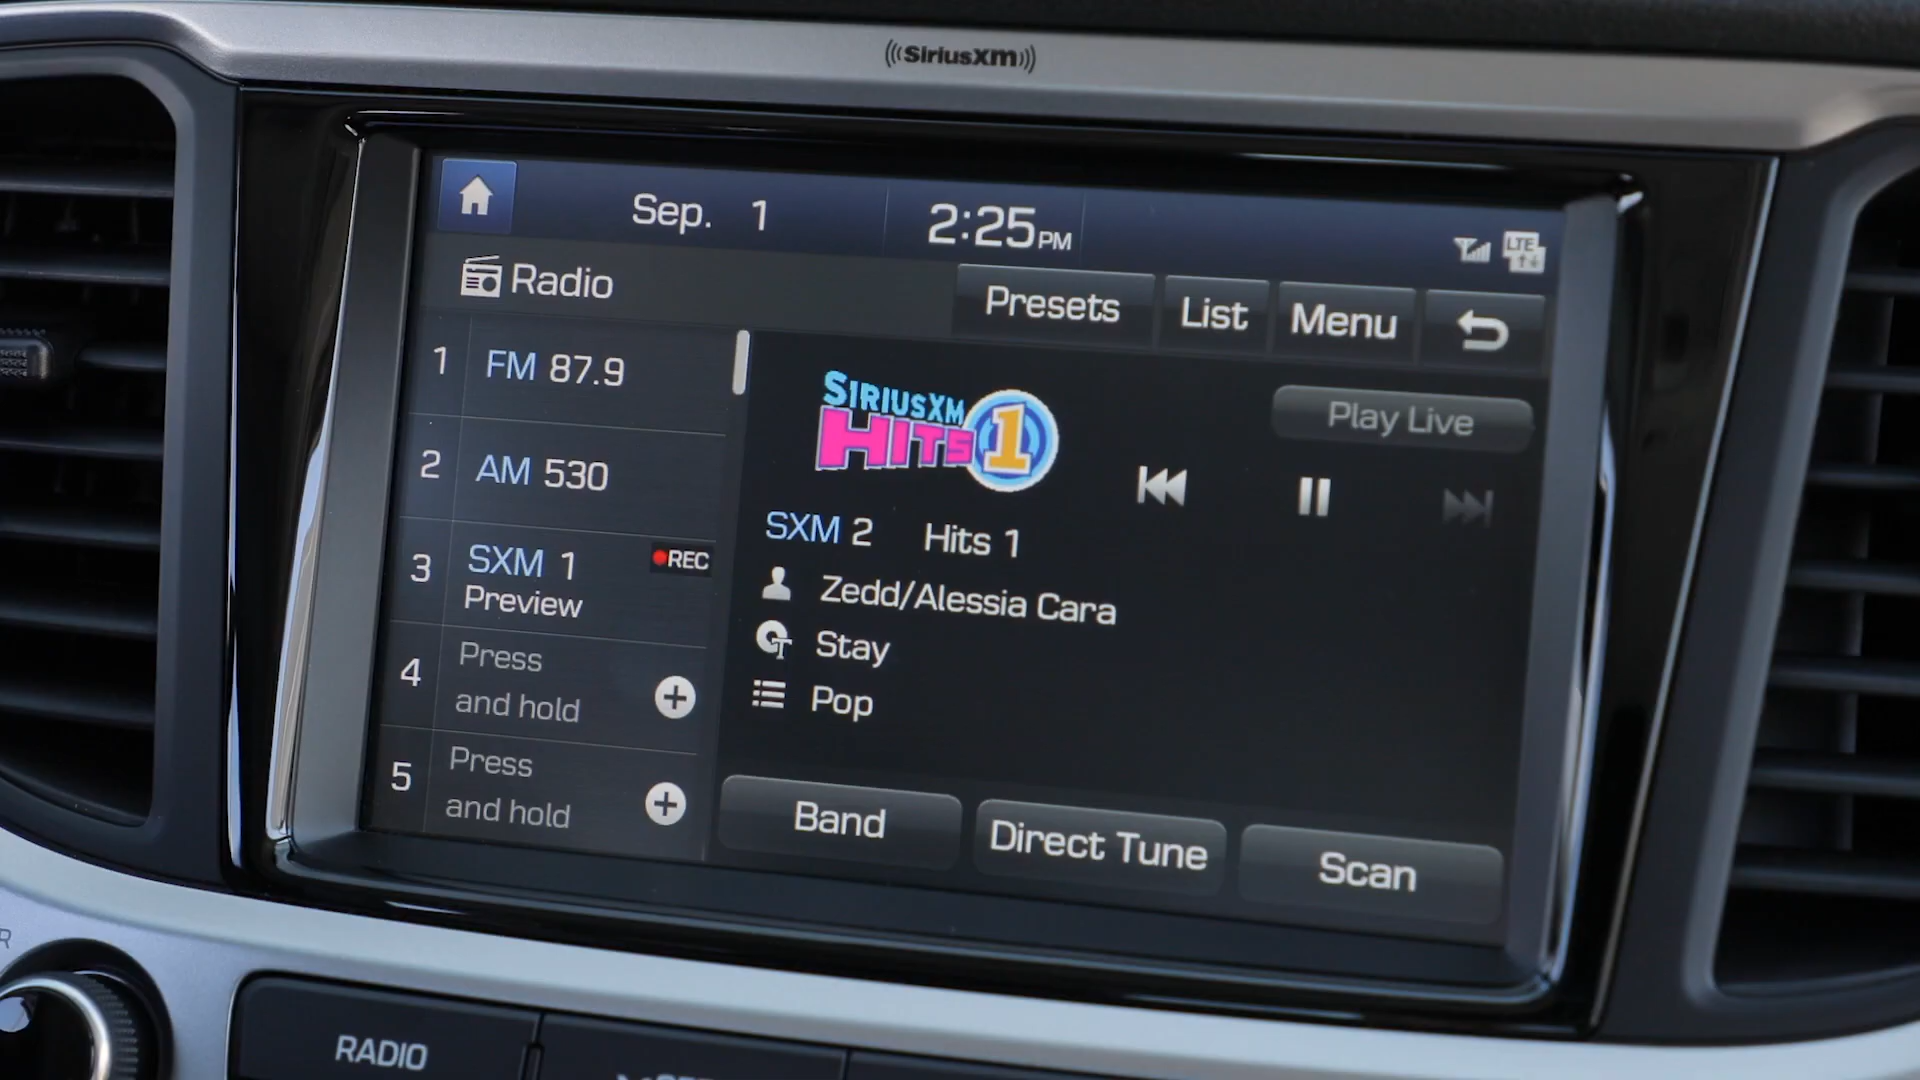 SiriusXM
Sep. 1
2:25 PM
LTE
Radio
Presets
List
Menu
1 FM 87.9
2 AM 530
3 SXM 1 REC
Preview
4 Press
and hold
5 Press
and hold
SIRIUSXM
HITS 1
Play Live
SXM 2 Hits 1
Zedd/Alessia Cara
Stay
Pop
Band
Direct Tune
Scan
RADIO